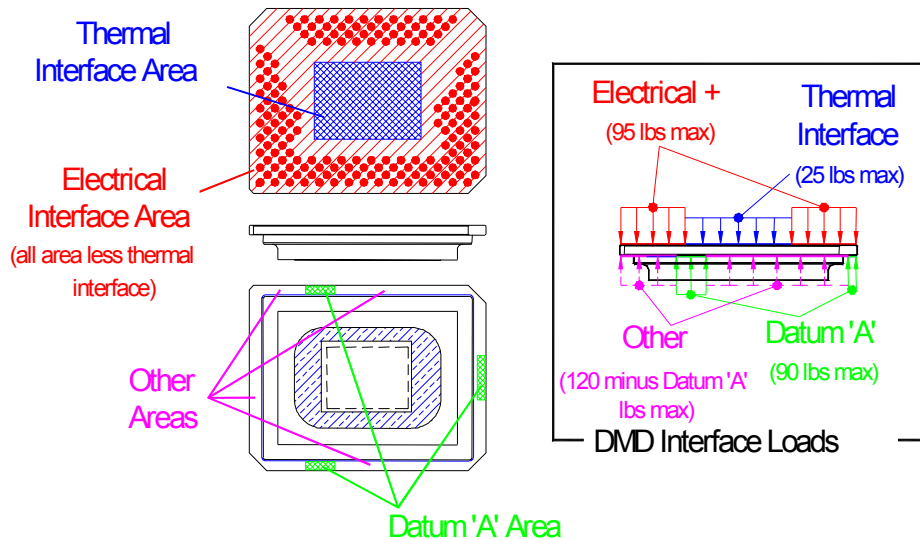 Thermal
Interface Area
Electrical
Interface Area
(all area less thermal
interface)
Other
Areas
Datum 'A' Area
Electrical +
(95 lbs max)
Thermal
Interface
(25 lbs max)
Other
(120 minus Datum 'A'
lbs max)
Datum 'A'
(90 lbs max)
DMD Interface Loads